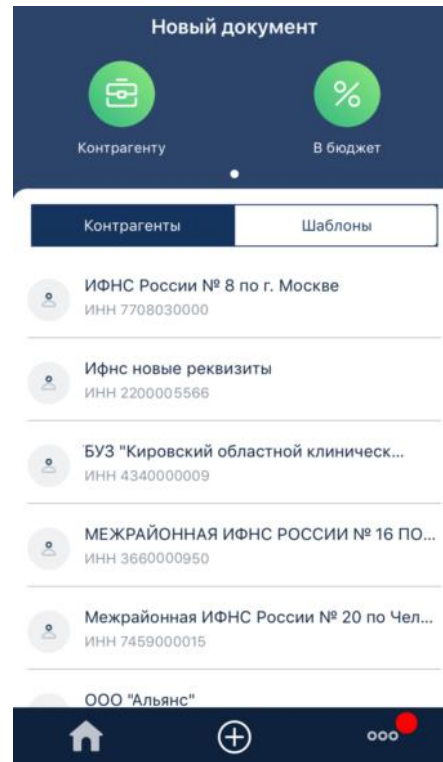 Новый документ
Контрагенту
В бюджет
Контрагенты
Шаблоны
ИФНС России № 8 по г. Москве
ИНН 7708030000
Ифнс новые реквизиты
ИНН 2200005566
БУЗ "Кировский областной клиническ...
ИНН 4340000009
МЕЖРАЙОННАЯ ИФНС РОССИИ № 16 ПО...
ИНН 3660000950
Межрайонная ИФНС России № 20 по Чел...
ИНН 7459000015
ООО "Альянс"